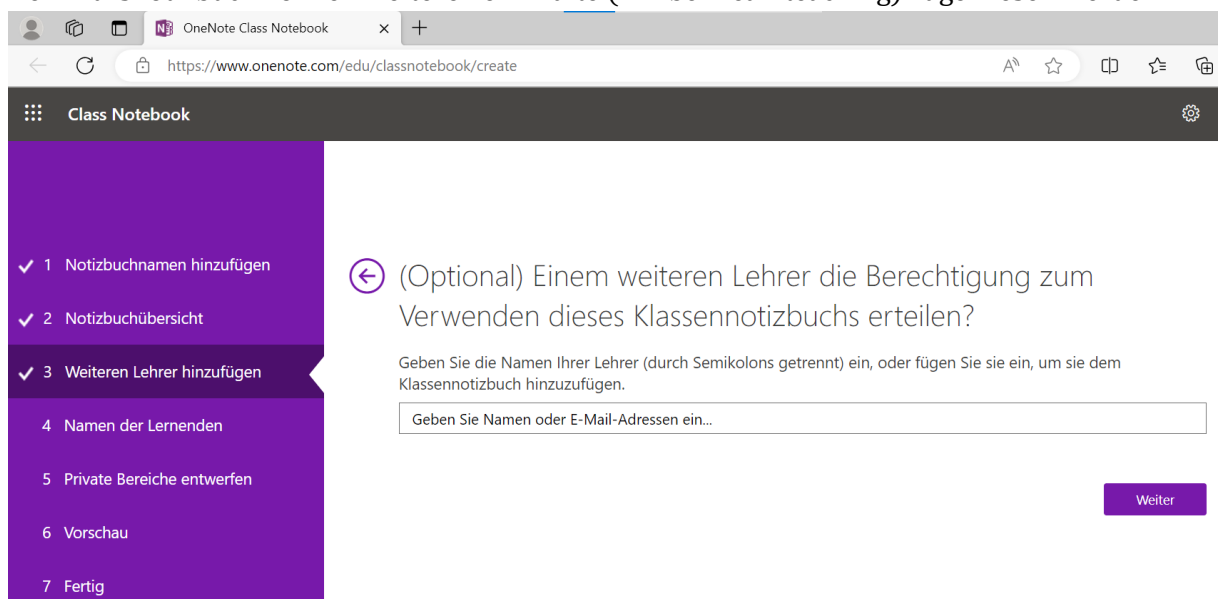 OneNote Class Notebook
https://www.onenote.com/edu/classnotebook/create
Class Notebook
1 Notizbuchnamen hinzufügen
2 Notizbuchübersicht
3 Weiteren Lehrer hinzufügen
4 Namen der Lernenden
5 Private Bereiche entwerfen
6 Vorschau
7 Fertig
(Optional) Einem weiteren Lehrer die Berechtigung zum
Verwenden dieses Klassennotizbuchs erteilen?
Geben Sie die Namen Ihrer Lehrer (durch Semikolons getrennt) ein, oder fügen Sie sie ein, um sie dem
Klassennotizbuch hinzuzufügen.
Geben Sie Namen oder E-Mail-Adressen ein...
Weiter